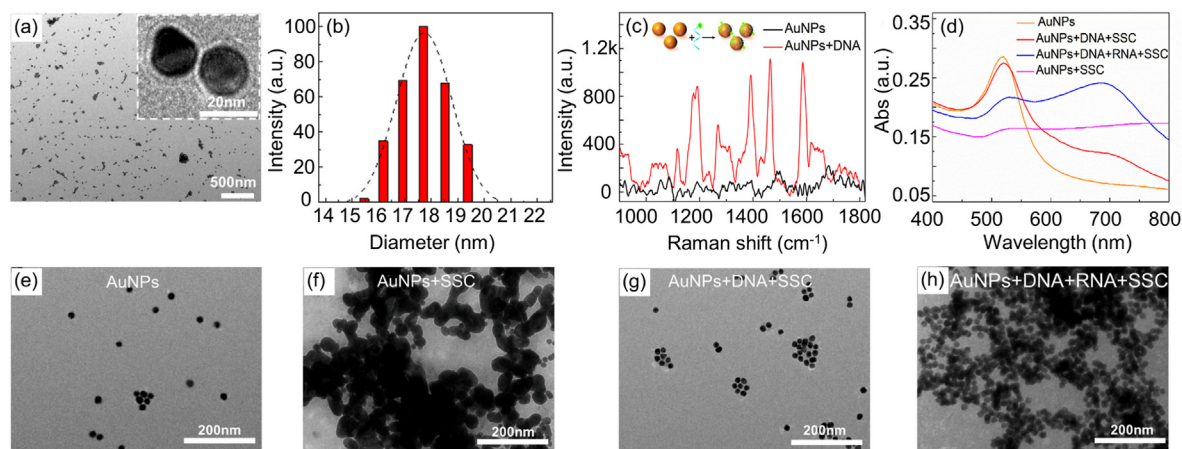 (a)
20nm
500nm
(b)
Intensity (a.u.)
100
80
60
40
20
0
14 15 16 17 18 19 20 21 22
Diameter (nm)
(c)
AuNPs
AuNPs+DNA
+
Intensity (a.u.)
1.2k
800
400
0
1000 1200 1400 1600 1800
Raman shift (cm⁻¹)
(d)
AuNPs
AuNPs+DNA+SSC
AuNPs+DNA+RNA+SSC
AuNPs+SSC
Abs (a.u.)
0.35
0.25
0.15
0.05
400 500 600 700 800
Wavelength (nm)
(e)
AuNPs
200nm
(f)
AuNPs+SSC
200nm
(g)
AuNPs+DNA+SSC
200nm
(h)
AuNPs+DNA+RNA+SSC
200nm